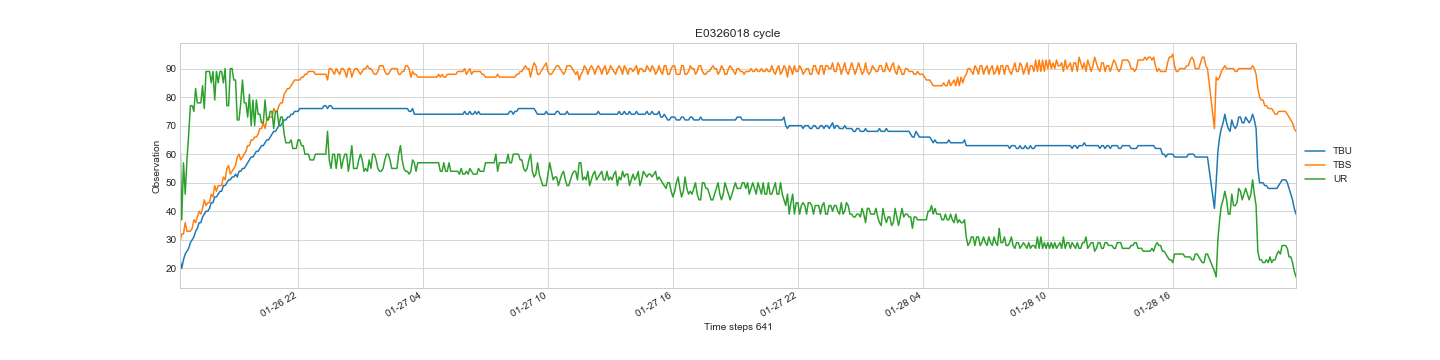 E0326018 cycle
Observation
90
80
70
60
50
40
30
20
01-26 22
01-27 04
01-27 10
01-27 16
01-27 22
01-28 04
01-28 10
01-28 16
Time steps 641
TBU
TBS
UR